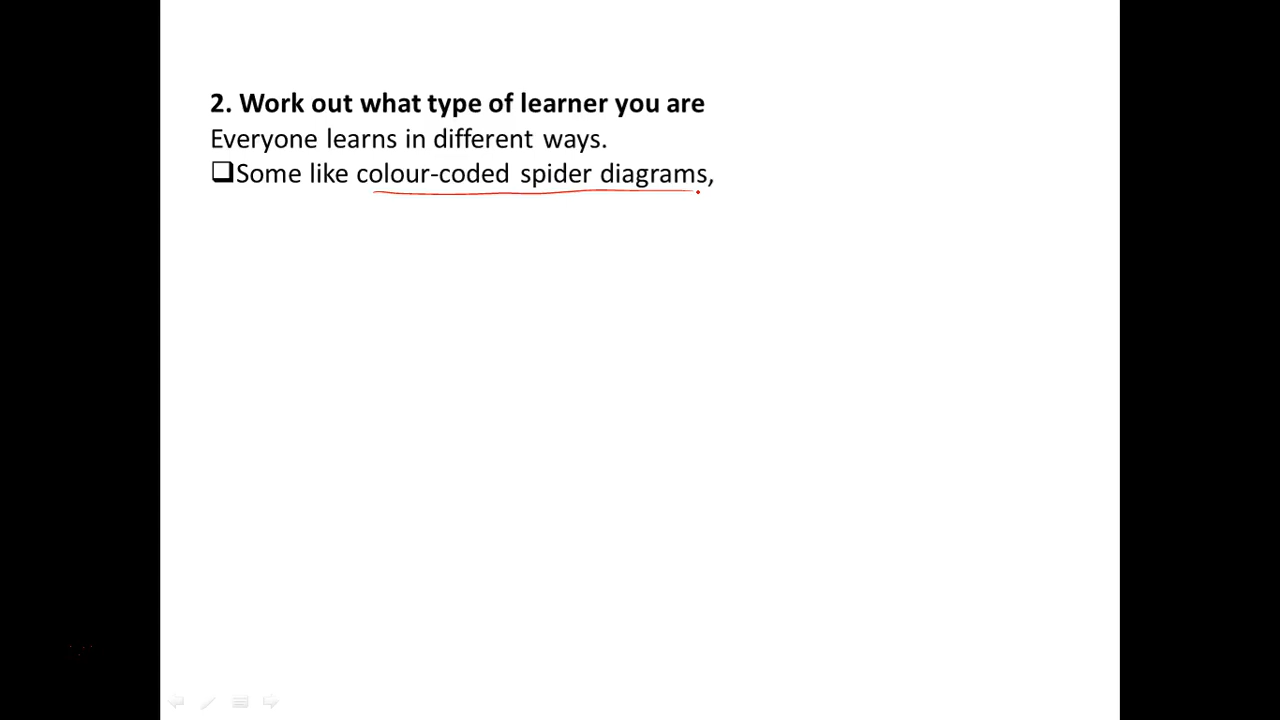 2. Work out what type of learner you are
Everyone learns in different ways.
❑Some like colour-coded spider diagrams,